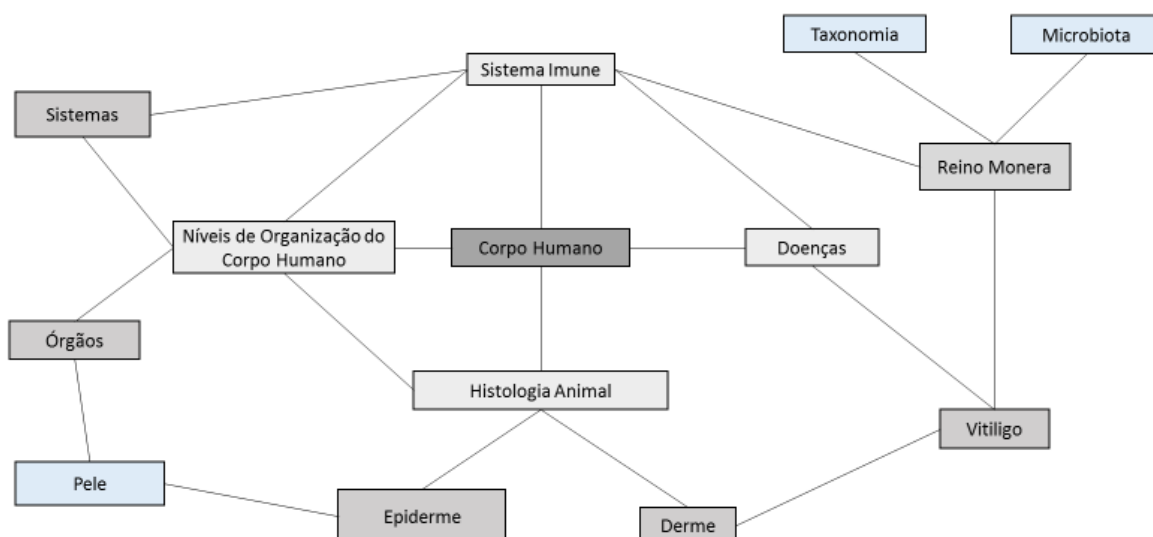 Taxonomia
Microbiota
Sistema Imune
Sistemas
Reino Monera
Níveis de Organização do
Corpo Humano
Corpo Humano
Doenças
Órgãos
Histologia Animal
Vitiligo
Pele
Epiderme
Derme